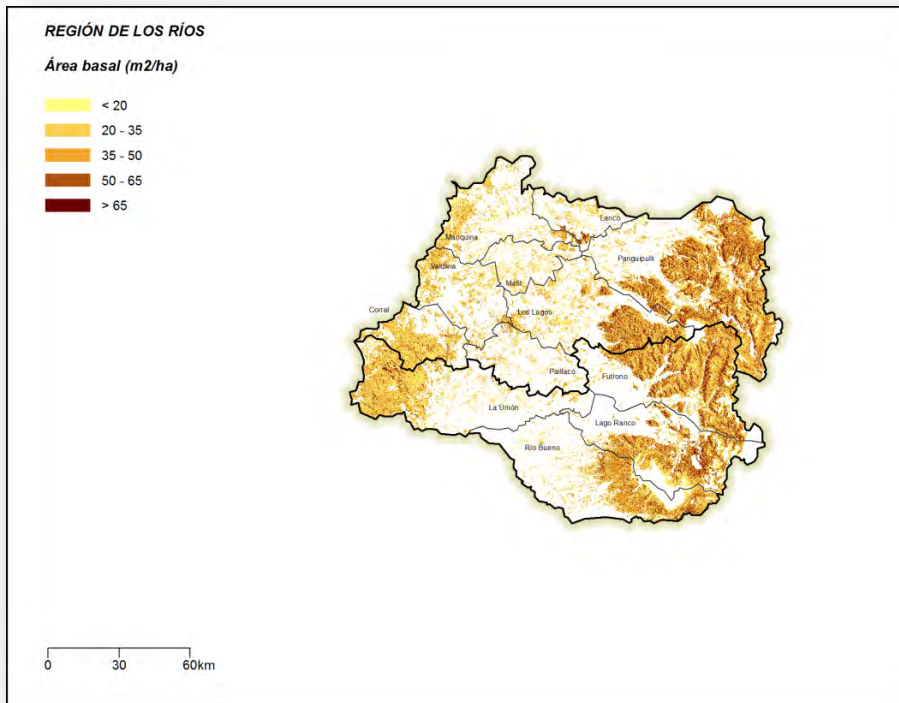 REGIÓN DE LOS RÍOS
Área basal (m2/ha)
< 20
20 - 35
35 - 50
50 - 65
> 65
Lanco
Mariquina
Panguipulli
Valdivia
Máfil
Corral
Los Lagos
Paillaco
Futrono
La Unión
Lago Ranco
Río Bueno
0 30 60km